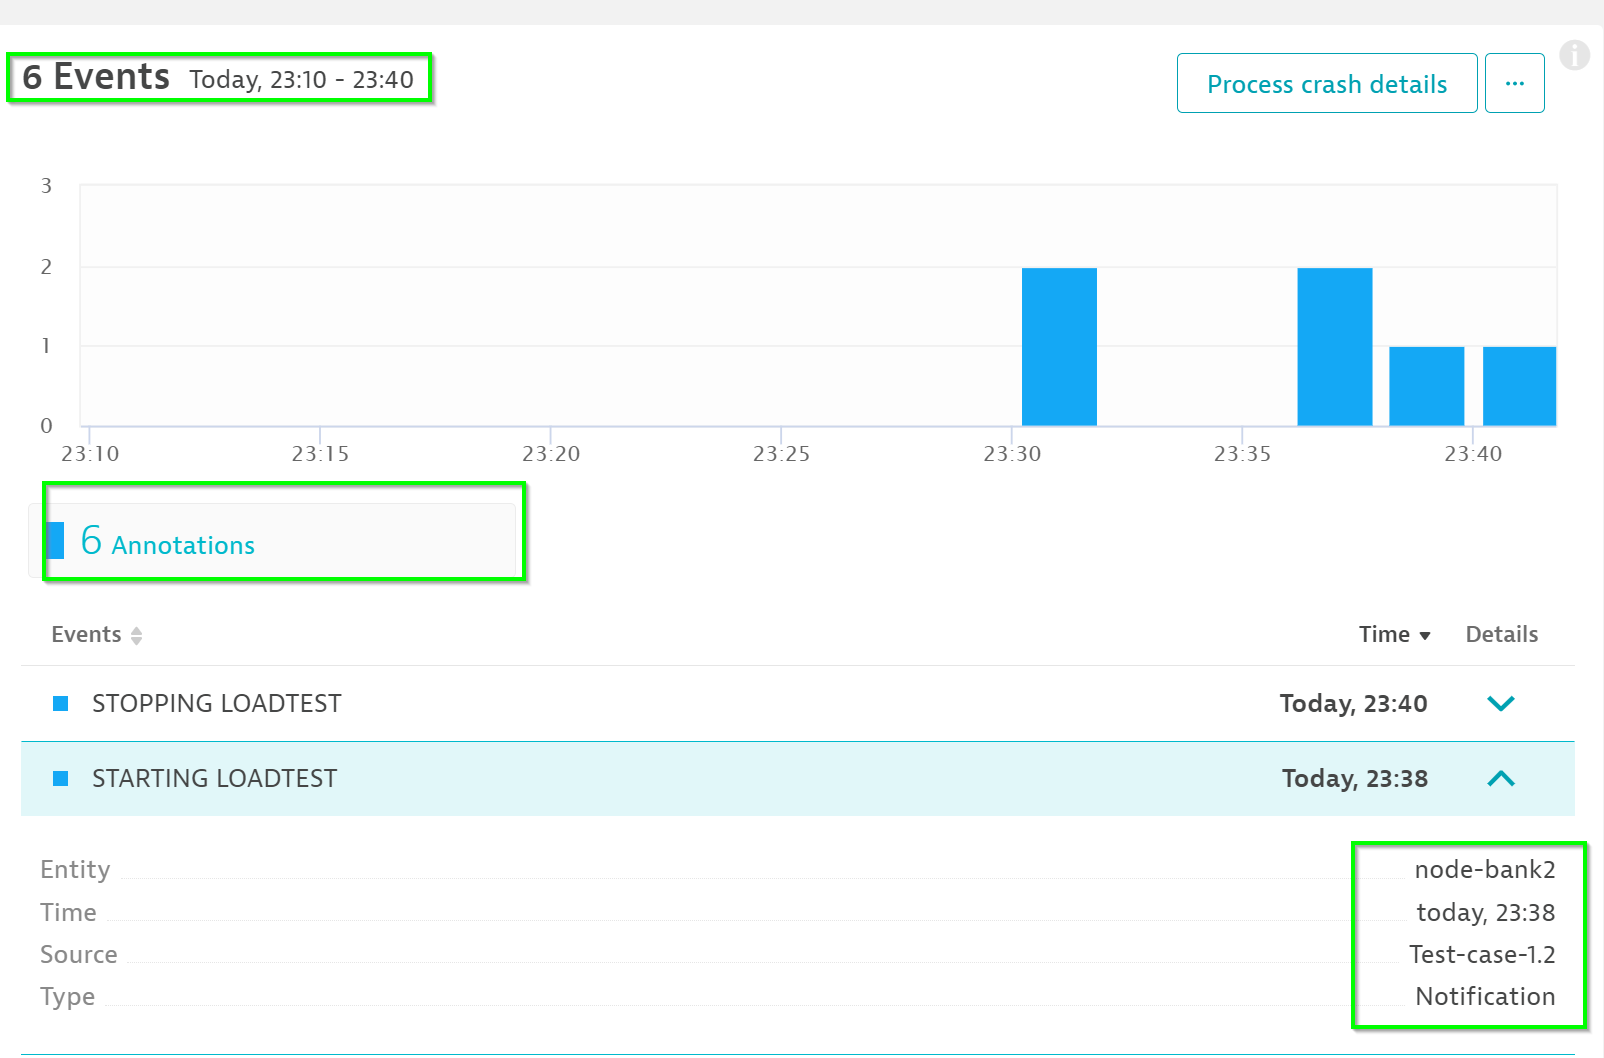 6 Events Today, 23:10 - 23:40
Process crash details ...
i
3
2
1
0
23:10 23:15 23:20 23:25 23:30 23:35 23:40
6 Annotations
Events Time Details
STOPPING LOADTEST Today, 23:40
STARTING LOADTEST Today, 23:38
Entity node-bank2
Time today, 23:38
Source Test-case-1.2
Type Notification